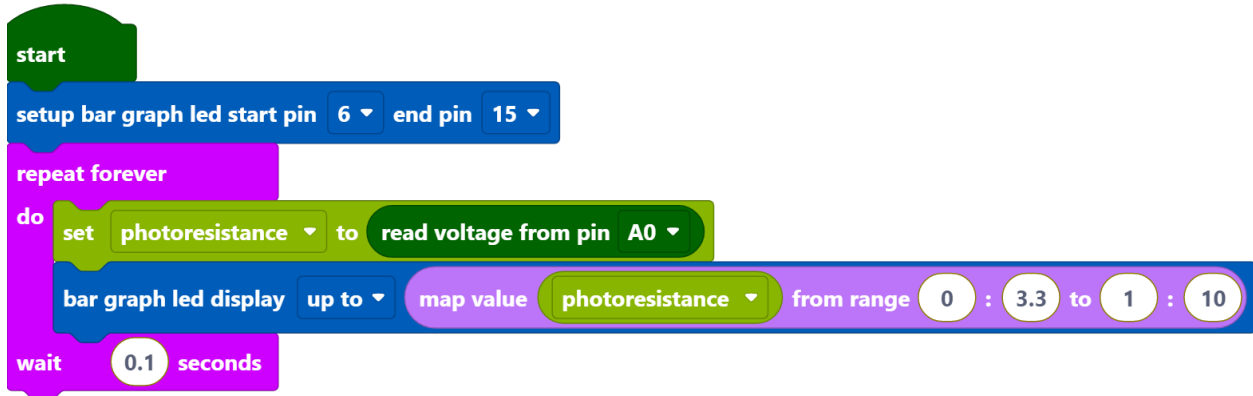 start
setup bar graph led start pin 6 end pin 15
repeat forever
do
set photoresistance to read voltage from pin A0
bar graph led display up to map value photoresistance from range 0 : 3.3 to 1 : 10
wait 0.1 seconds